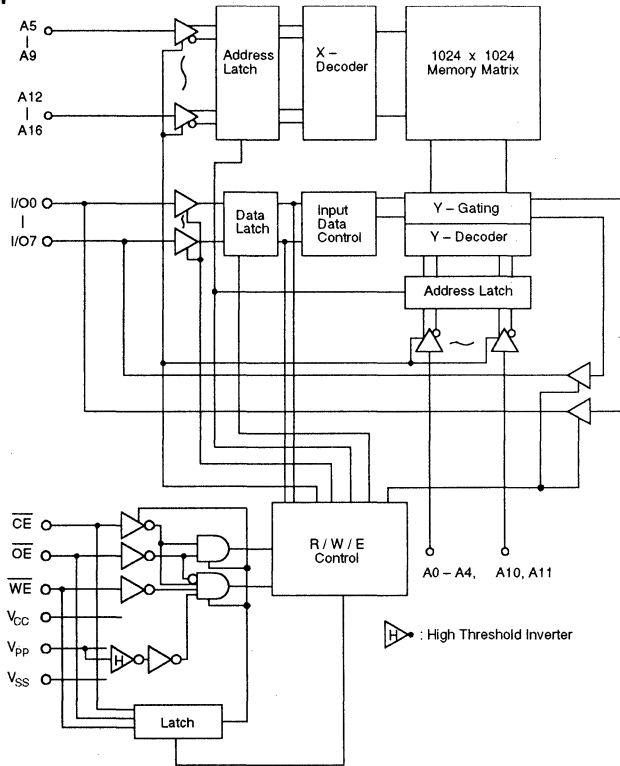 A5
|
A9
A12
|
A16
Address
Latch
X –
Decoder
1024 x 1024
Memory Matrix
I/O0
|
I/O7
Data
Latch
Input
Data
Control
Y – Gating
Y – Decoder
Address Latch
CE
OE
WE
VCC
VPP
VSS
H
R / W / E
Control
A0 – A4, A10, A11
H : High Threshold Inverter
Latch